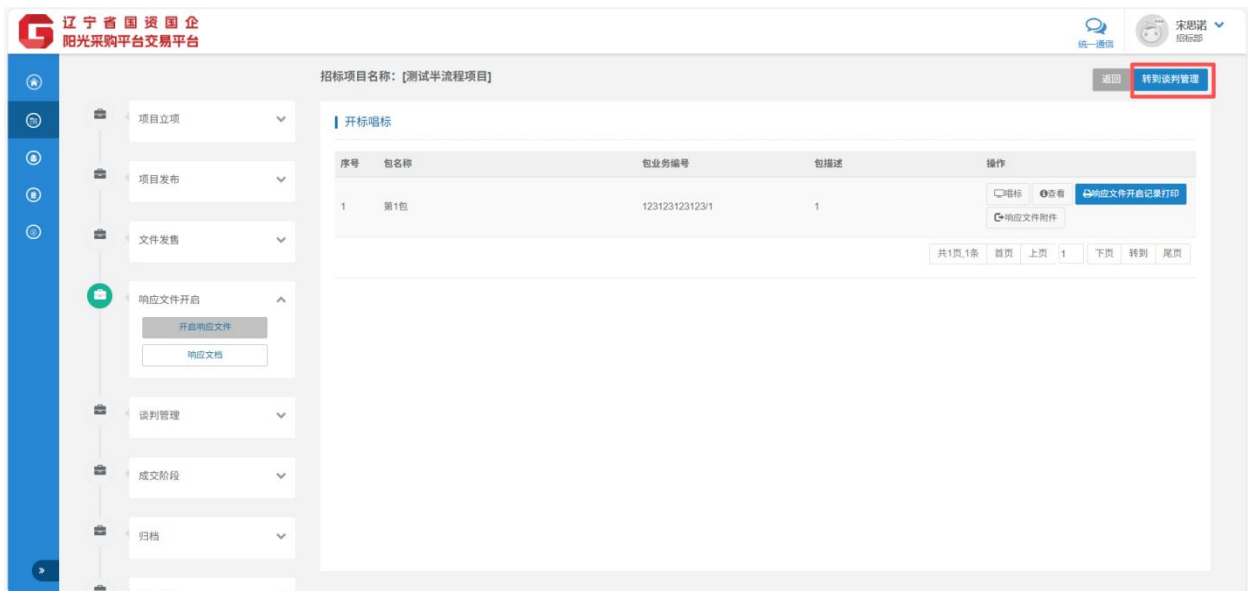 辽宁省国资国企
阳光采购平台交易平台
统一通信
宋思诺
招标部
招标项目名称：[测试半流程项目]
返回
转到谈判管理
项目立项
项目发布
文件发售
响应文件开启
开启响应文件
响应文档
谈判管理
成交阶段
归档
开标唱标
序号 包名称 包业务编号 包描述 操作
1 第1包 123123123123/1 1
唱标 查看 响应文件开启记录打印
响应文件附件
共1页,1条 首页 上页 1 下页 转到 尾页